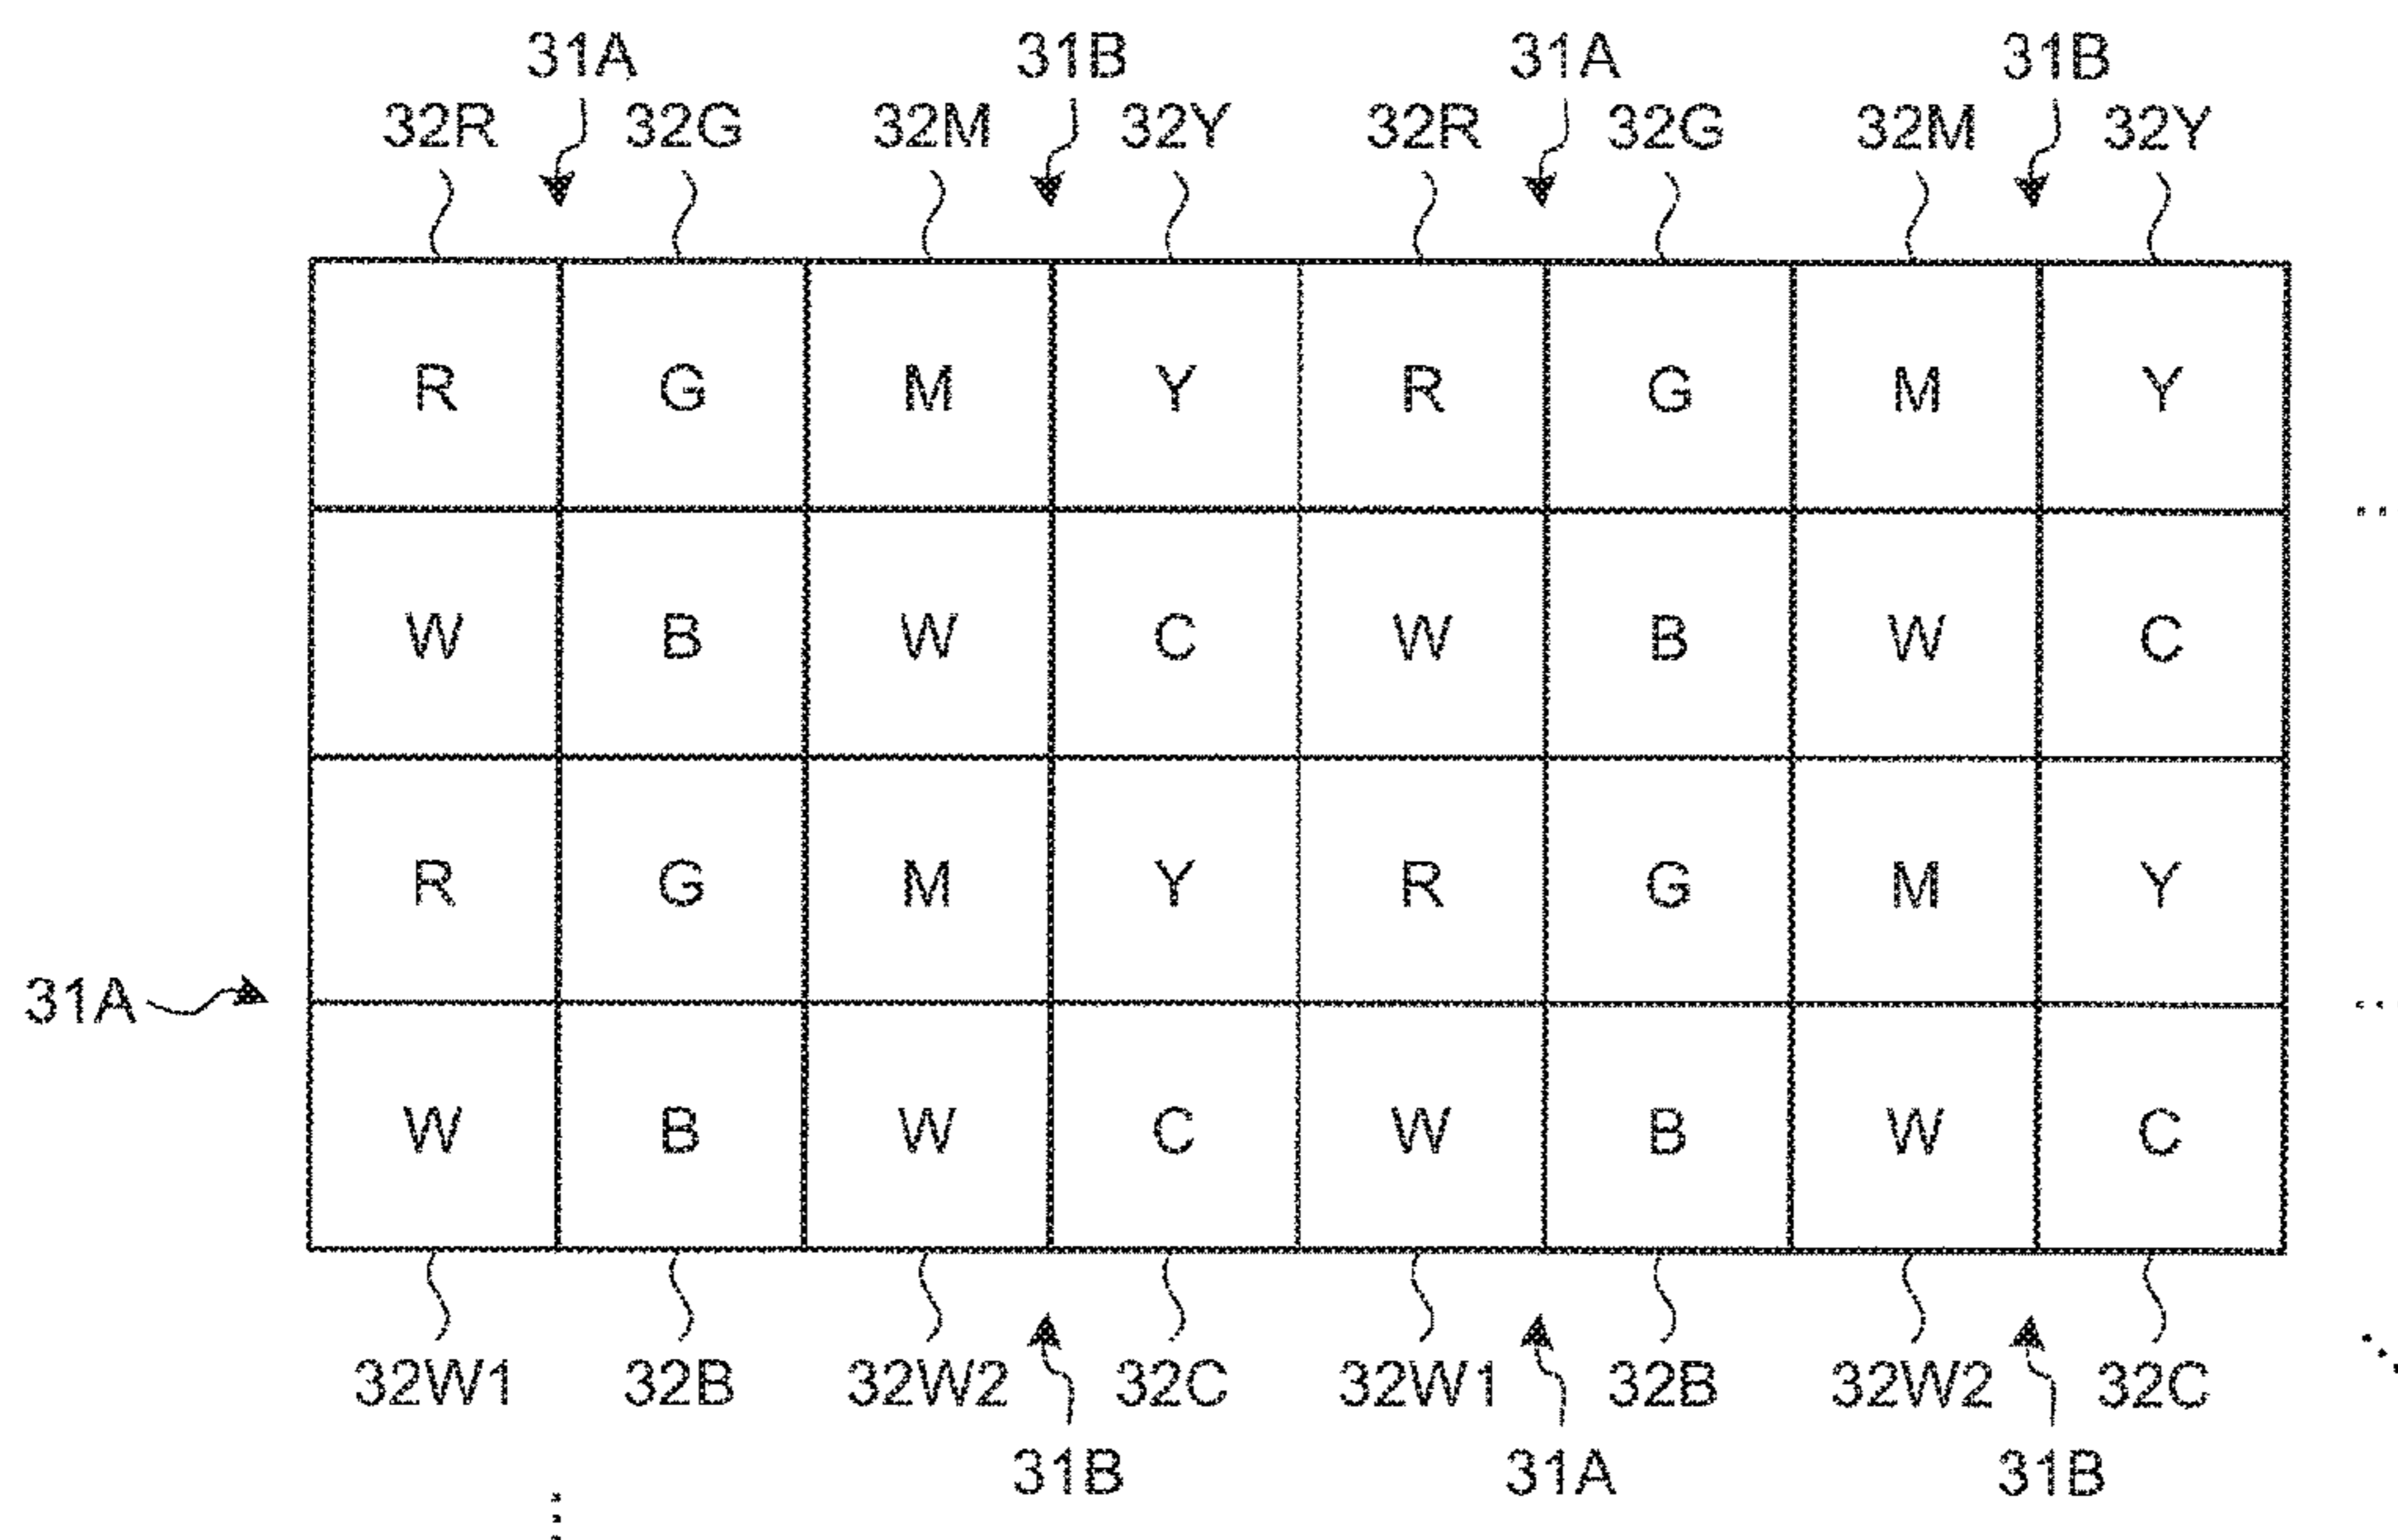 31A 31B 31A 31B
32R 32G 32M 32Y 32R 32G 32M 32Y
R G M Y R G M Y
W B W C W B W C
R G M Y R G M Y
31A
W B W C W B W C
32W1 32B 32W2 32C 32W1 32B 32W2 32C
31B 31A 31B